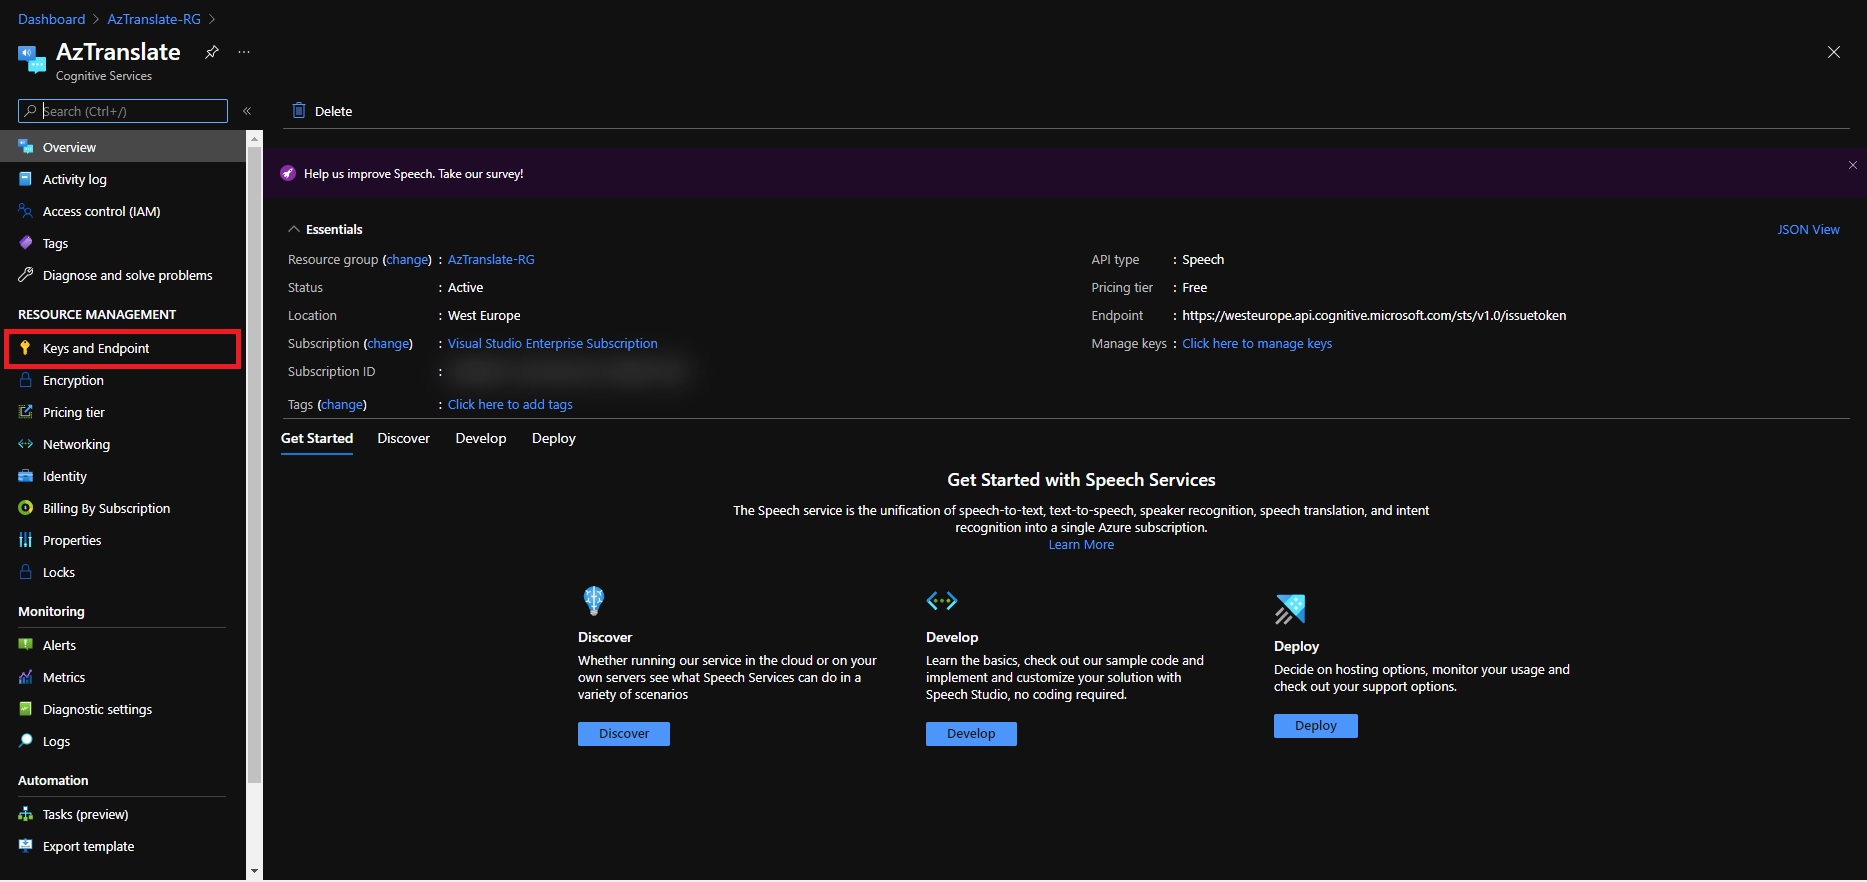 Dashboard > AzTranslate-RG >
AzTranslate
Cognitive Services
Search (Ctrl+/)
«
Overview
Activity log
Access control (IAM)
Tags
Diagnose and solve problems
RESOURCE MANAGEMENT
Keys and Endpoint
Encryption
Pricing tier
Networking
Identity
Billing By Subscription
Properties
Locks
Monitoring
Alerts
Metrics
Diagnostic settings
Logs
Automation
Tasks (preview)
Export template
Delete
Help us improve Speech. Take our survey!
Essentials
JSON View
Resource group (change) : AzTranslate-RG
Status : Active
Location : West Europe
Subscription (change) : Visual Studio Enterprise Subscription
Subscription ID :
Tags (change) : Click here to add tags
API type : Speech
Pricing tier : Free
Endpoint : https://westeurope.api.cognitive.microsoft.com/sts/v1.0/issuetoken
Manage keys : Click here to manage keys
Get Started Discover Develop Deploy
Get Started with Speech Services
The Speech service is the unification of speech-to-text, text-to-speech, speaker recognition, speech translation, and intent
recognition into a single Azure subscription.
Learn More
Discover
Whether running our service in the cloud or on your
own servers see what Speech Services can do in a
variety of scenarios
Discover
Develop
Learn the basics, check out our sample code and
implement and customize your solution with
Speech Studio, no coding required.
Develop
Deploy
Decide on hosting options, monitor your usage and
check out your support options.
Deploy